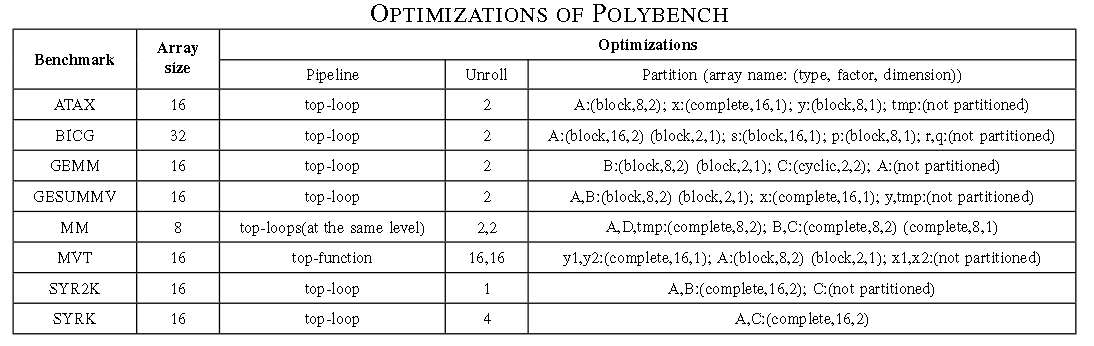 OPTIMIZATIONS OF POLYBENCH
Benchmark Array size Optimizations
Pipeline Unroll Partition (array name: (type, factor, dimension))
ATAX 16 top-loop 2 A:(block,8,2); x:(complete,16,1); y:(block,8,1); tmp:(not partitioned)
BICG 32 top-loop 2 A:(block,16,2) (block,2,1); s:(block,16,1); p:(block,8,1); r,q:(not partitioned)
GEMM 16 top-loop 2 B:(block,8,2) (block,2,1); C:(cyclic,2,2); A:(not partitioned)
GESUMMV 16 top-loop 2 A,B:(block,8,2) (block,2,1); x:(complete,16,1); y,tmp:(not partitioned)
MM 8 top-loops(at the same level) 2,2 A,D,tmp:(complete,8,2); B,C:(complete,8,2) (complete,8,1)
MVT 16 top-function 16,16 y1,y2:(complete,16,1); A:(block,8,2) (block,2,1); x1,x2:(not partitioned)
SYR2K 16 top-loop 1 A,B:(complete,16,2); C:(not partitioned)
SYRK 16 top-loop 4 A,C:(complete,16,2)